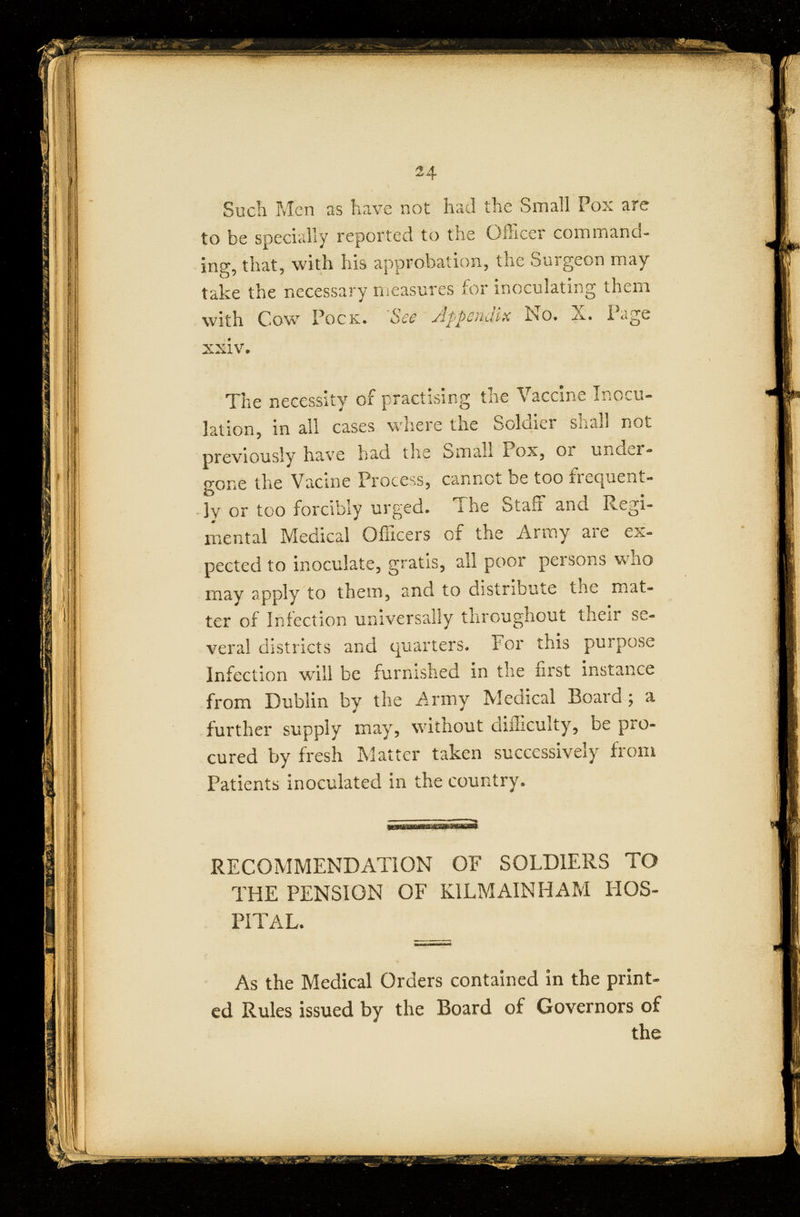 24
Such Men as have not had the Small Pox are
to be specially reported to the Officer command-
ing, that, with his approbation, the Surgeon may
take the necessary measures for inoculating them
with Cow Pock. See Appendix No. X. Page
xxiv.
The necessity of practising the Vaccine Inocu-
lation, in all cases where the Soldier shall not
previously have had the Small Pox, or under-
gone the Vacine Process, cannot be too frequent-
ly or too forcibly urged. The Staff and Regi-
mental Medical Officers of the Army are ex-
pected to inoculate, gratis, all poor persons who
may apply to them, and to distribute the mat-
ter of Infection universally throughout their se-
veral districts and quarters. For this purpose
Infection will be furnished in the first instance
from Dublin by the Army Medical Board; a
further supply may, without difficulty, be pro-
cured by fresh Matter taken successively from
Patients inoculated in the country.
RECOMMENDATION OF SOLDIERS TO
THE PENSION OF KILMAINHAM HOS-
PITAL.
As the Medical Orders contained in the print-
ed Rules issued by the Board of Governors of
the